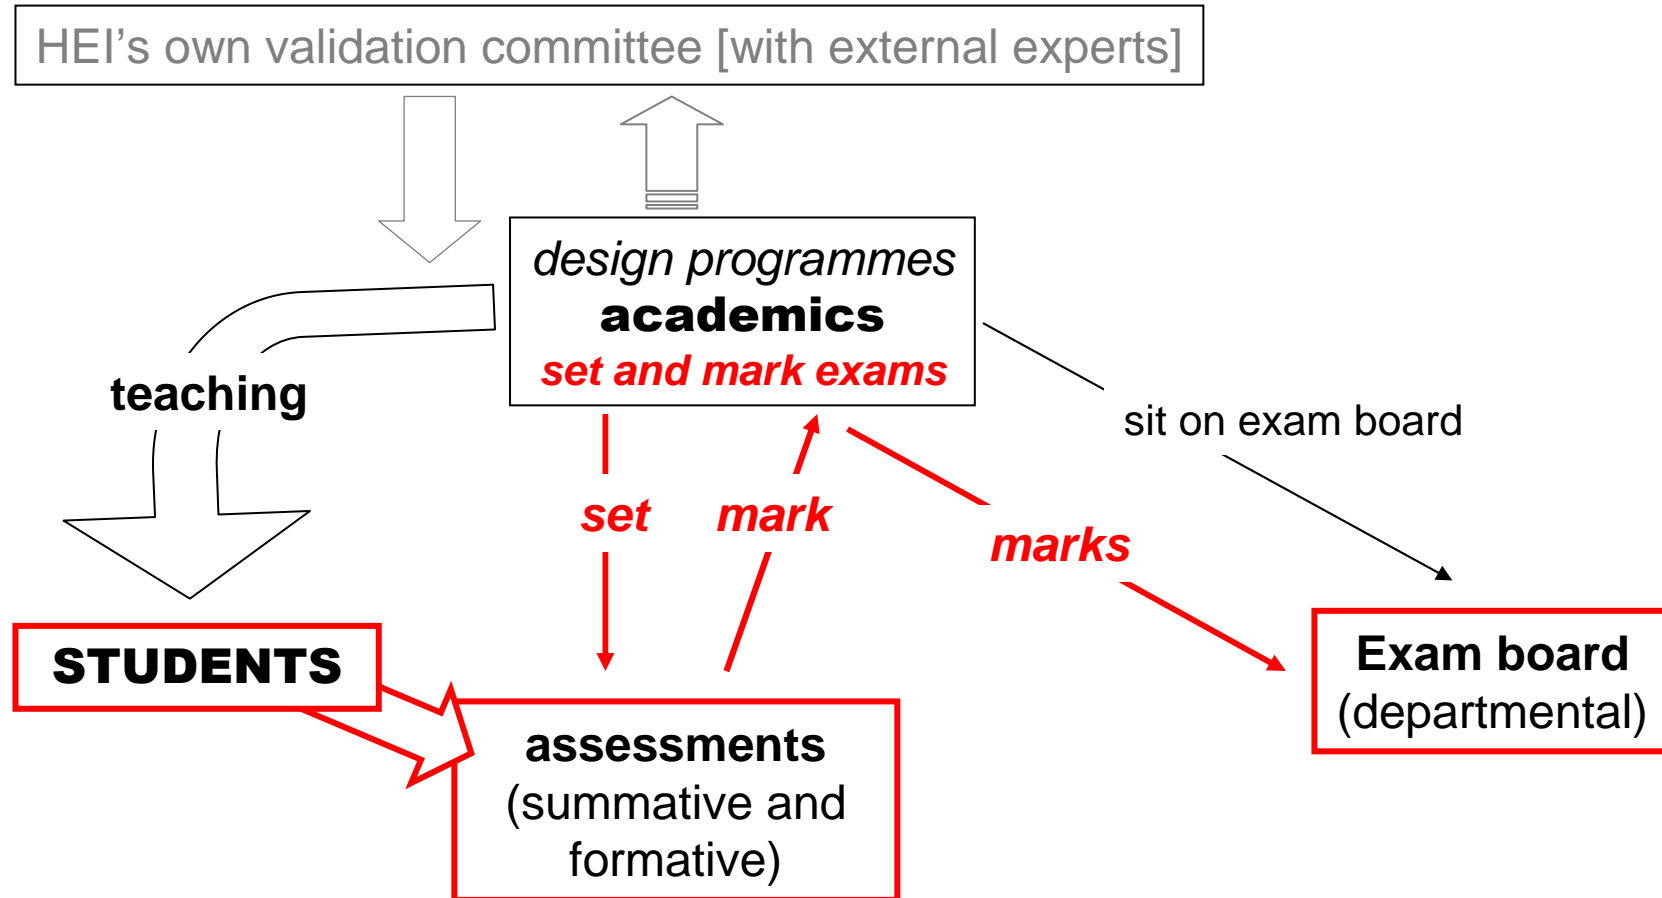 HEI's own validation committee [with external experts]
design programmes
academics
set and mark exams
teaching
sit on exam board
set
mark
marks
STUDENTS
Exam board
(departmental)
assessments
(summative and
formative)